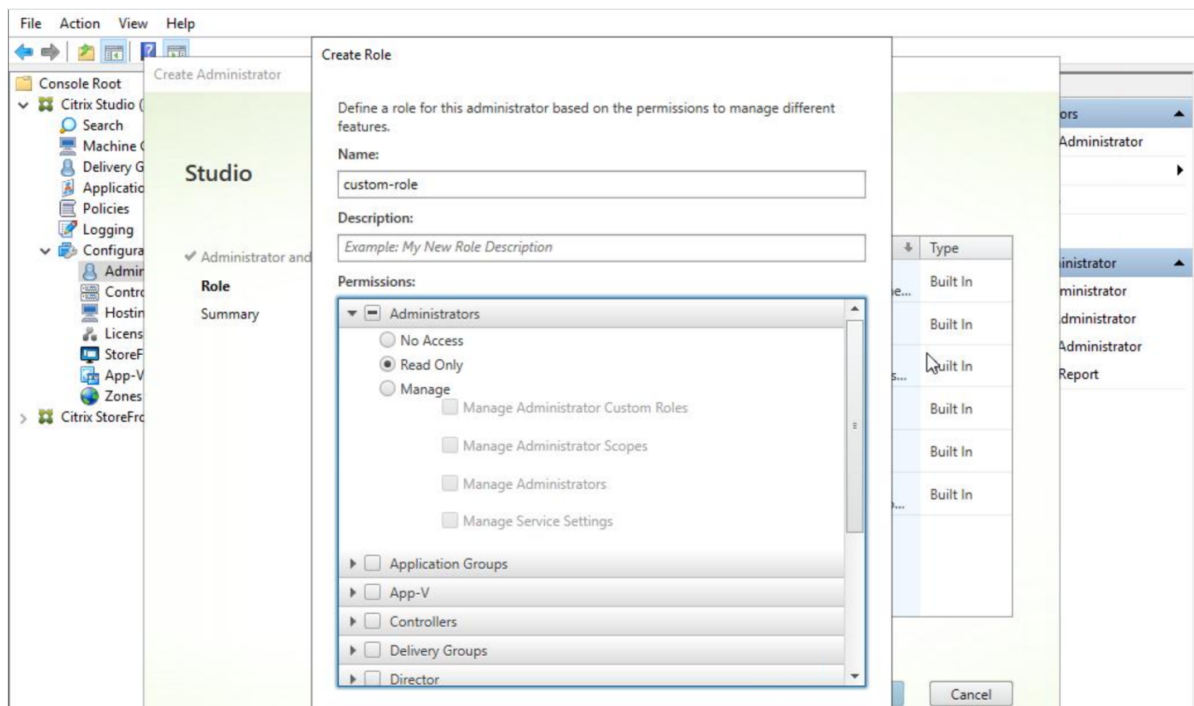 File Action View Help
Create Role
Create Administrator
Console Root
Citrix Studio (
Search
Machine
Delivery G
Applicatio
Policies
Logging
Configura
Admir
Contro
Hostin
Licens
StoreF
App-V
Zones
Citrix StoreFro
Studio
Administrator and
Role
Summary
Define a role for this administrator based on the permissions to manage different
features.
Name:
custom-role
Description:
Example: My New Role Description
Permissions:
Administrators
No Access
Read Only
Manage
Manage Administrator Custom Roles
Manage Administrator Scopes
Manage Administrators
Manage Service Settings
Application Groups
App-V
Controllers
Delivery Groups
Director
Type
Built In
Built In
Built In
Built In
Built In
Built In
Cancel
ors
Administrator
inistrator
ministrator
dministrator
Administrator
Report